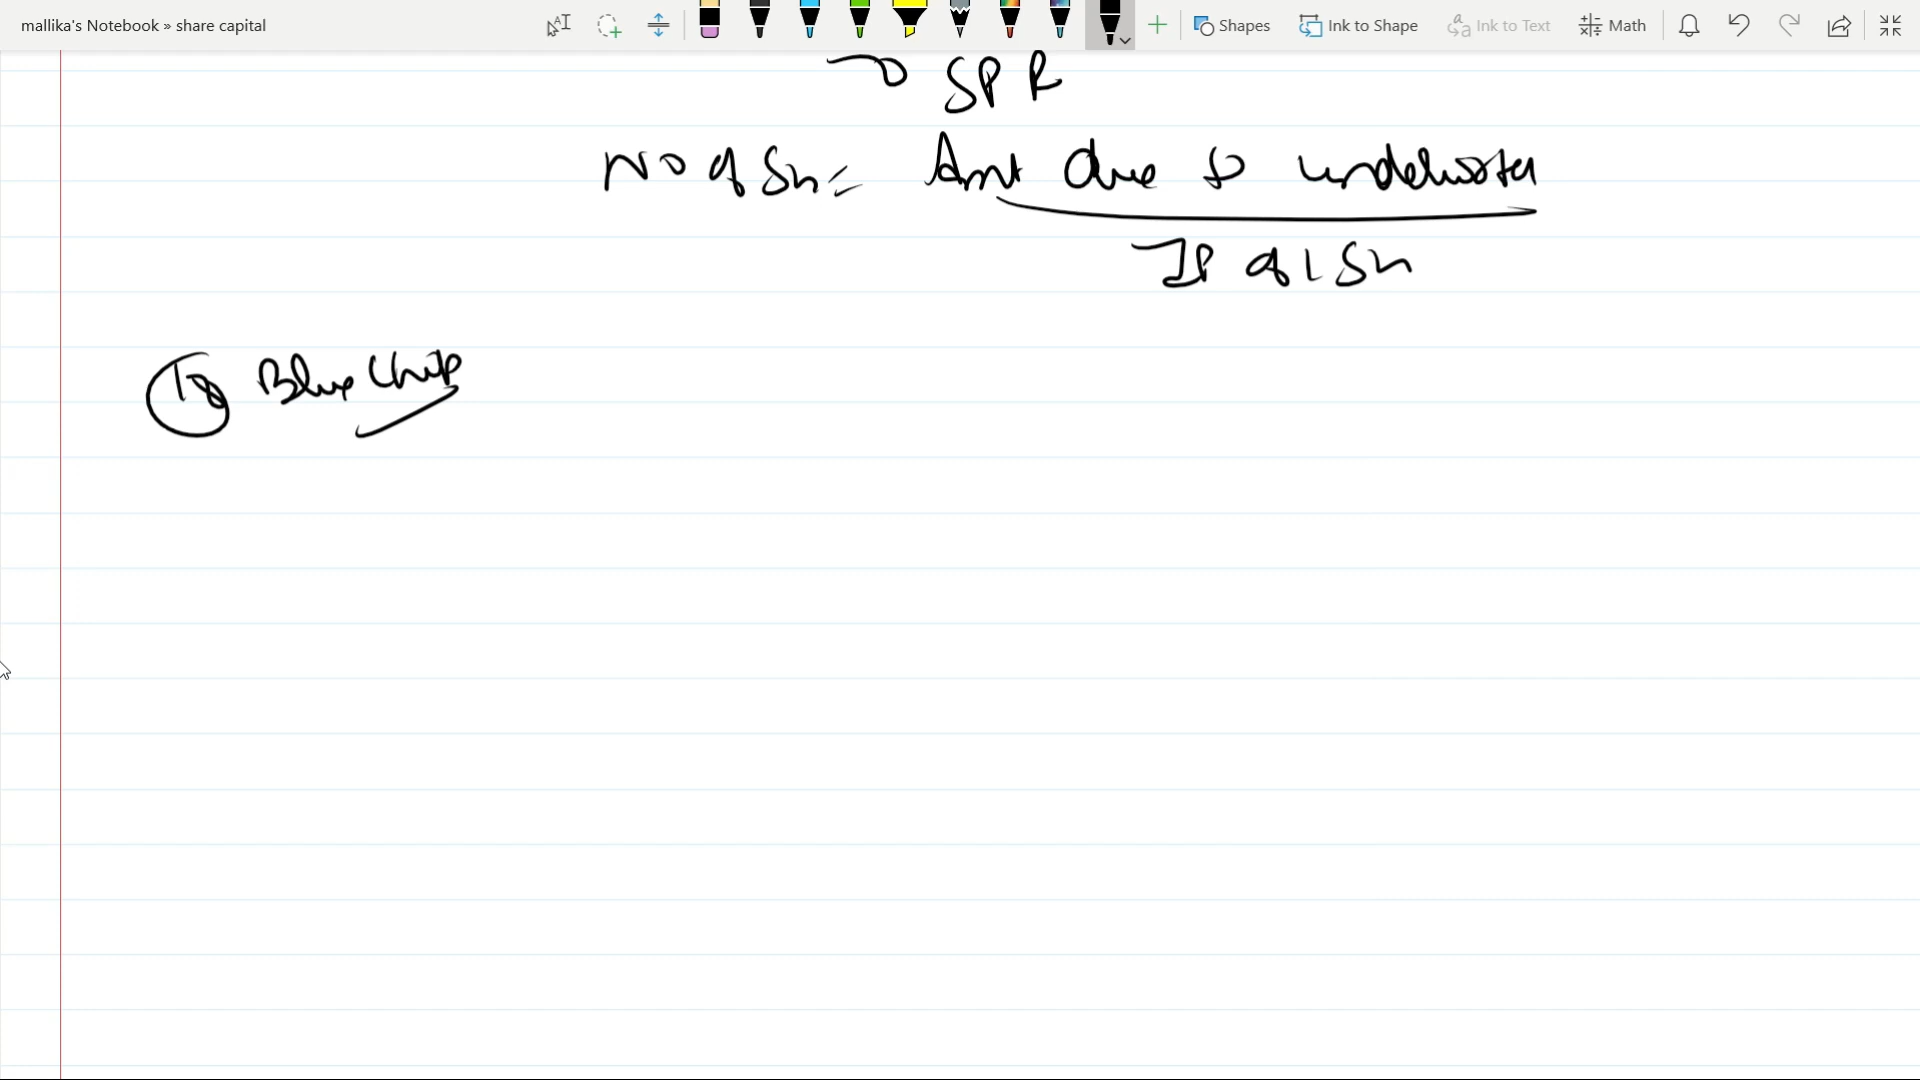 mallika's Notebook » share capital
Shapes
Ink to Shape
Ink to Text
Math
SPR
No of Sh = Amt due to underwriter
IP of 1 Sh
Blue Chip